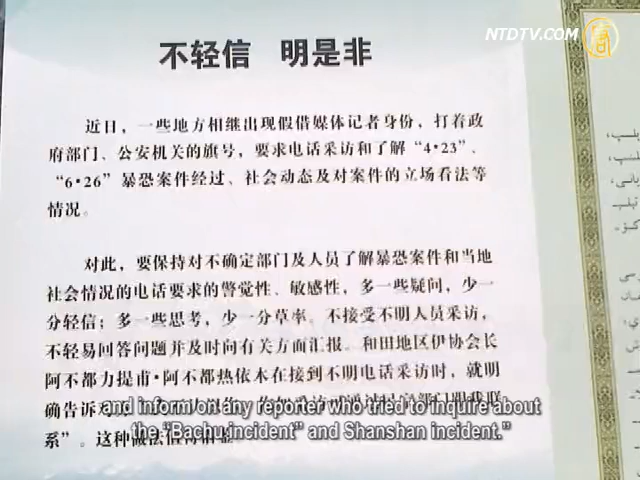 NTDTV.COM
不轻信 明是非
近日，一些地方相继出现假借媒体记者身份，打着政
府部门、公安机关的旗号，要求电话采访和了解“4·23”、
“6·26”暴恐案件经过、社会动态及对案件的立场看法等
情况。
对此，要保持对不确定部门及人员了解暴恐案件和当地
社会情况的电话要求的警觉性、敏感性，多一些疑问，少一
分轻信；多一些思考，少一分草率。不接受不明人员采访，
不轻易回答问题并及时向有关方面汇报。和田地区伊协会长
阿不都力提甫·阿不都热依木在接到不明电话采访时，就明
确告诉
系”。这种做法值得
and inform on any reporter who tried to inquire about
the “Bachu incident” and Shanshan incident.”